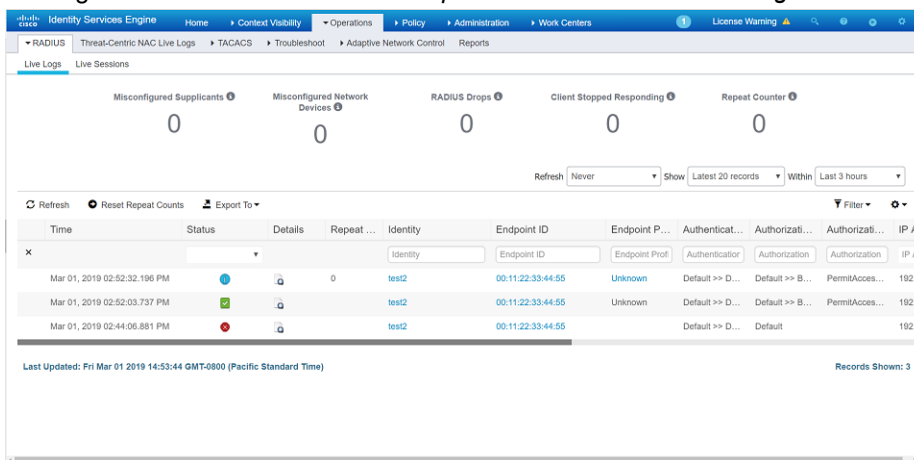 cisco Identity Services Engine Home Context Visibility Operations Policy Administration Work Centers 1 License Warning
RADIUS Threat-Centric NAC Live Logs TACACS Troubleshoot Adaptive Network Control Reports
Live Logs Live Sessions
Misconfigured Supplicants Misconfigured Network Devices RADIUS Drops Client Stopped Responding Repeat Counter
0 0 0 0 0
Refresh Never Show Latest 20 records Within Last 3 hours
Refresh Reset Repeat Counts Export To Filter
Time Status Details Repeat ... Identity Endpoint ID Endpoint P... Authenticat... Authorizati... Authorizati... IP A
× Identity Endpoint ID Endpoint Profi Authentication Authorization Authorization IP A
Mar 01, 2019 02:52:32.196 PM 0 test2 00:11:22:33:44:55 Unknown Default >> D... Default >> B... PermitAcces... 192
Mar 01, 2019 02:52:03.737 PM test2 00:11:22:33:44:55 Unknown Default >> D... Default >> B... PermitAcces... 192
Mar 01, 2019 02:44:06.881 PM test2 00:11:22:33:44:55 Default >> D... Default 192
Last Updated: Fri Mar 01 2019 14:53:44 GMT-0800 (Pacific Standard Time) Records Shown: 3